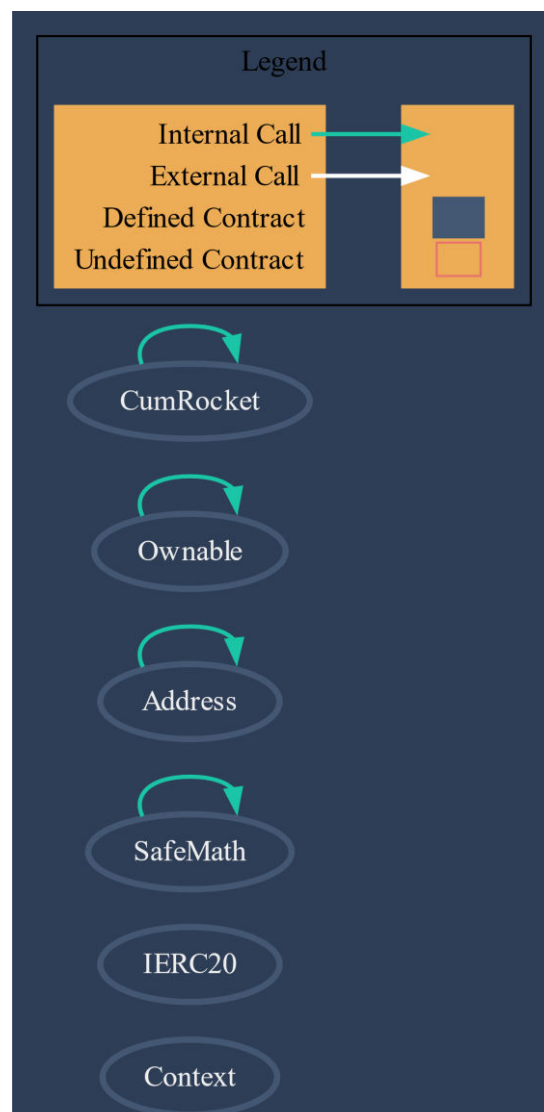 Legend
Internal Call
External Call
Defined Contract
Undefined Contract
CumRocket
Ownable
Address
SafeMath
IERC20
Context